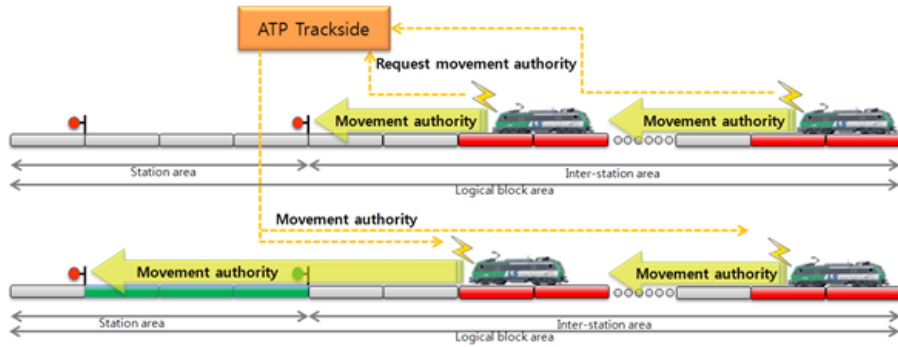 ATP Trackside
Request movement authority
Movement authority
Movement authority
Station area
Inter-station area
Logical block area
Movement authority
Movement authority
Movement authority
Station area
Inter-station area
Logical block area